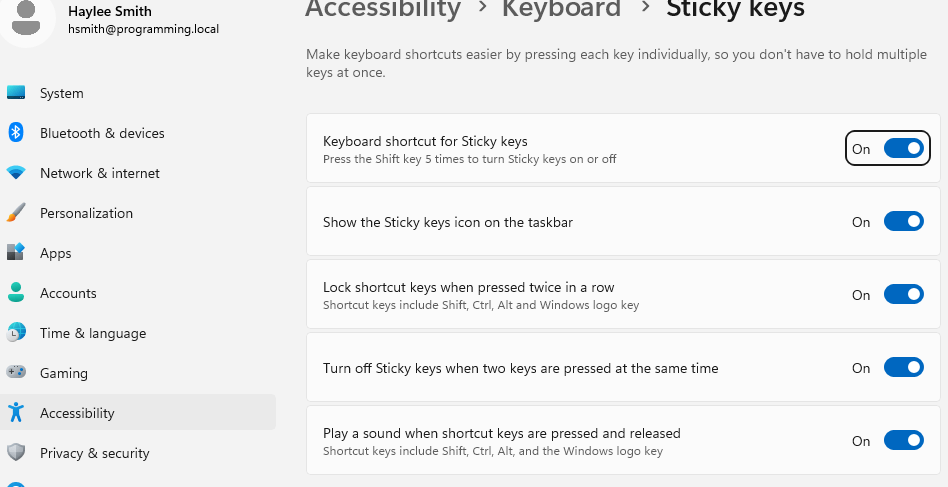 Haylee Smith
hsmith@programming.local
System
Bluetooth & devices
Network & internet
Personalization
Apps
Accounts
Time & language
Gaming
Accessibility
Privacy & security
Accessibility > Keyboard > Sticky keys
Make keyboard shortcuts easier by pressing each key individually, so you don't have to hold multiple
keys at once.
Keyboard shortcut for Sticky keys
Press the Shift key 5 times to turn Sticky keys on or off
On
Show the Sticky keys icon on the taskbar
On
Lock shortcut keys when pressed twice in a row
Shortcut keys include Shift, Ctrl, Alt and Windows logo key
On
Turn off Sticky keys when two keys are pressed at the same time
On
Play a sound when shortcut keys are pressed and released
Shortcut keys include Shift, Ctrl, Alt, and the Windows logo key
On